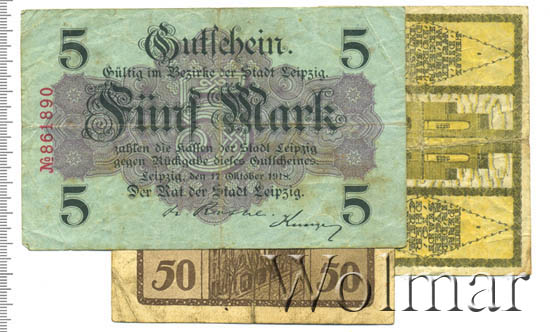 5 Gutschein. 5
Gültig im Bezirke der Stadt Leipzig.
Fünf Mark
zahlen die Kassen der Stadt Leipzig
gegen Rückgabe dieses Gutscheines.
Leipzig, den 17 Oktober 1918.
Der Rat der Stadt Leipzig.
5 5
№861890
50 50
Wolmar